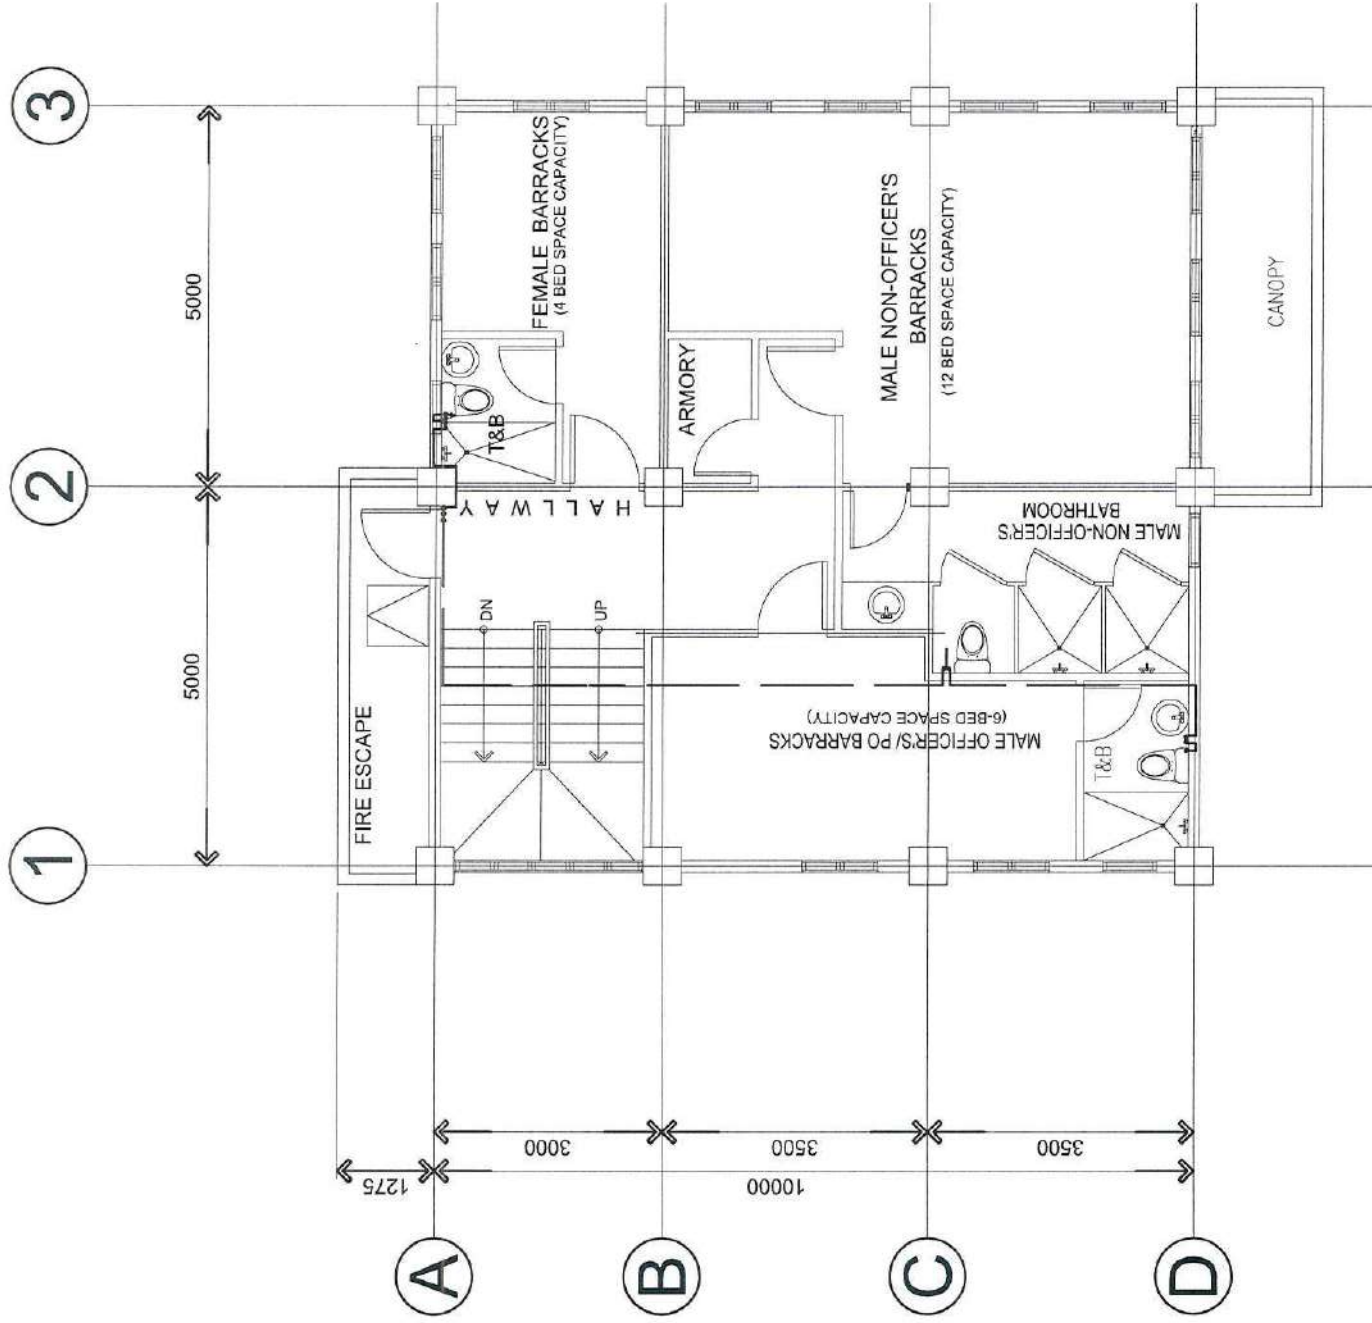 3
2
1
5000
5000
FIRE ESCAPE
DN
UP
HALLWAY
T&B
FEMALE BARRACKS
(4 BED SPACE CAPACITY)
ARMORY
MALE NON-OFFICER'S
BARRACKS
(12 BED SPACE CAPACITY)
MALE NON-OFFICER'S
BATHROOM
MALE OFFICER'S/ PO BARRACKS
(6-BED SPACE CAPACITY)
T&B
CANOPY
1275
3000
3500
3500
10000
A
B
C
D